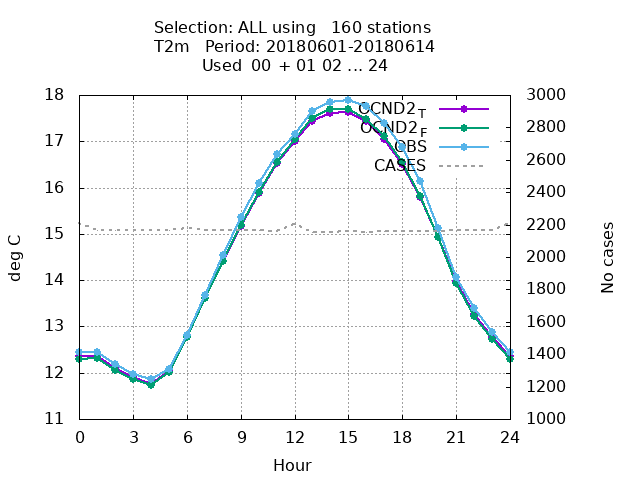 Selection: ALL using   160 stations
T2m   Period: 20180601-20180614
Used  00 + 01 02 ... 24
18 3000
OCND2 T
2800
17 OCND2 F
OBS
2600
CASES
16 2400
2200
15
2000
14 1800
13 1600
1400
12
1200
11 1000
0 3 6 9 12 15 18 21 24
Hour
deg C
No cases